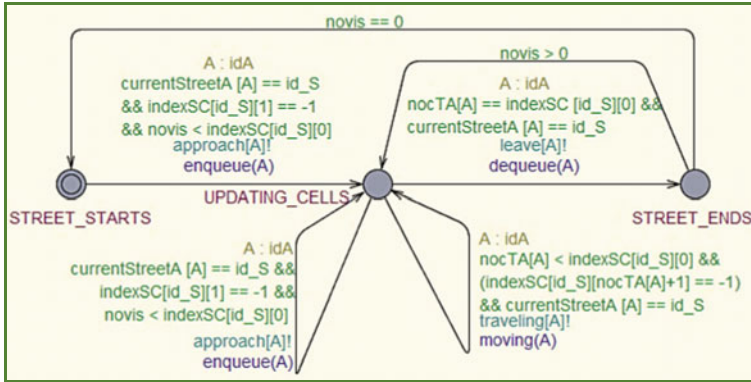 novis == 0
A : idA
currentStreetA [A] == id_S
&& indexSC[id_S][1] == -1
&& novis < indexSC[id_S][0]
approach[A]!
enqueue(A)
novis > 0
A : idA
nocTA[A] == indexSC [id_S][0] &&
currentStreetA [A] == id_S
leave[A]!
dequeue(A)
STREET_STARTS
UPDATING_CELLS
STREET_ENDS
A : idA
currentStreetA [A] == id_S &&
indexSC[id_S][1] == -1 &&
novis < indexSC[id_S][0]
approach[A]!
enqueue(A)
A : idA
nocTA[A] < indexSC[id_S][0] &&
(indexSC[id_S][nocTA[A]+1] == -1)
&& currentStreetA [A] == id_S
traveling[A]!
moving(A)